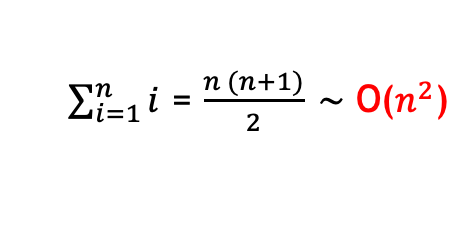 ∑ⁿᵢ₌₁ i = n (n+1) / 2 ~ O(n²)